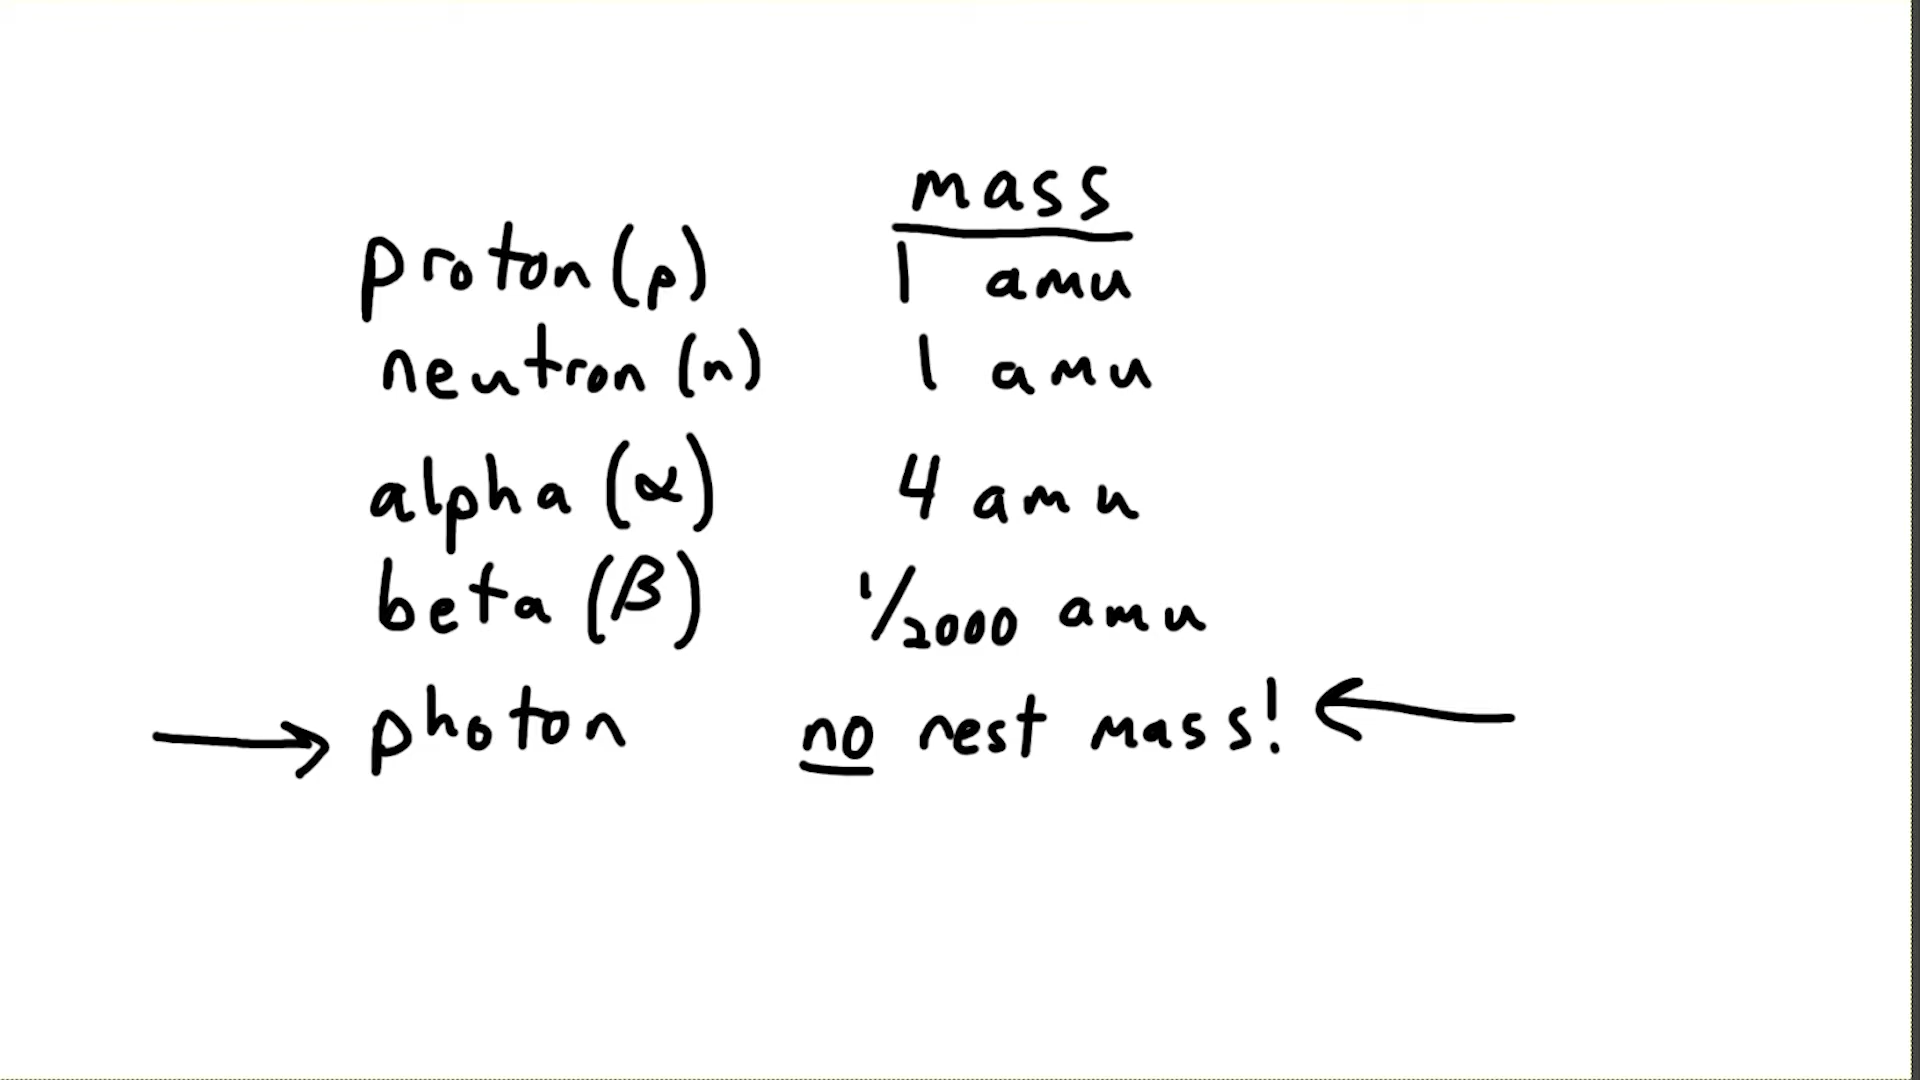 mass
proton (p) 1 amu
neutron (n) 1 amu
alpha (α) 4 amu
beta (β) 1/2000 amu
→ photon no rest mass! ←